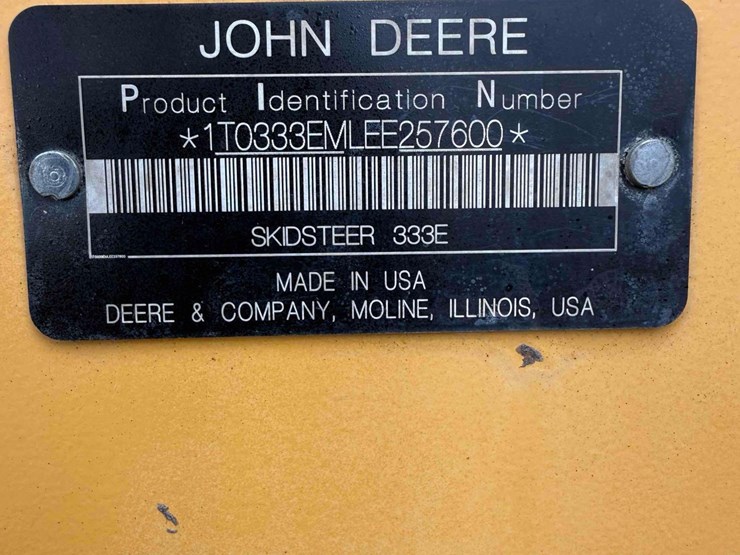 JOHN DEERE
Product Identification Number
*1T0333EMLEE257600*
SKIDSTEER 333E
MADE IN USA
DEERE & COMPANY, MOLINE, ILLINOIS, USA